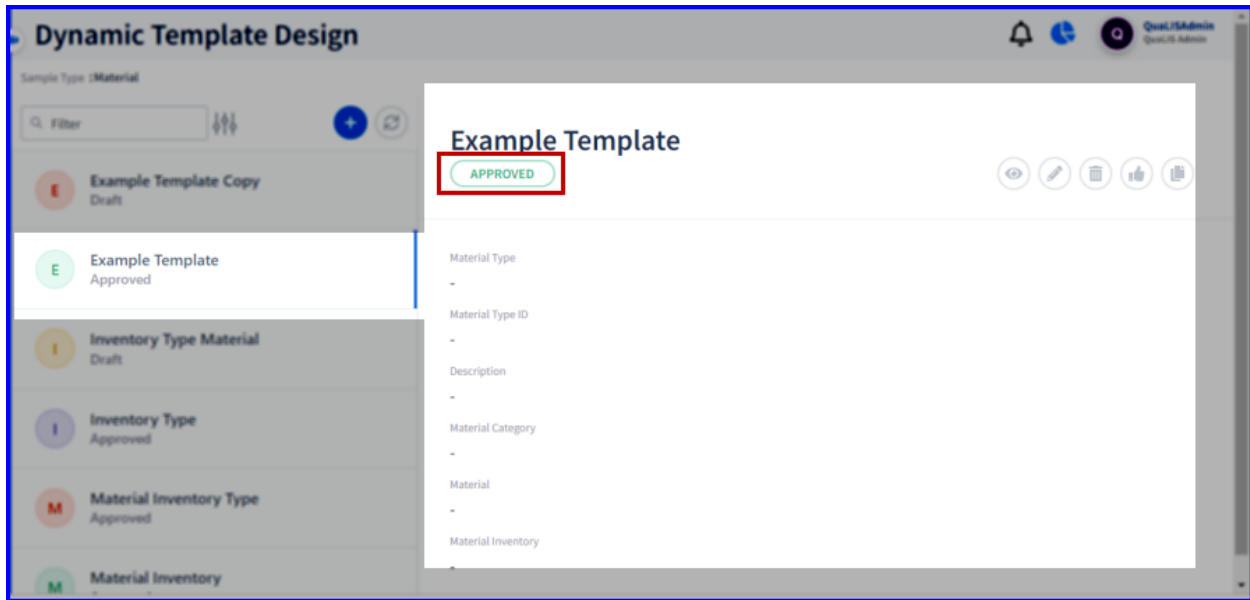 Dynamic Template Design
QuaLISAdmin
QuaLIS Admin
Q
Sample Type :Material
Filter
E
Example Template Copy
Draft
E
Example Template
Approved
I
Inventory Type Material
Draft
I
Inventory Type
Approved
M
Material Inventory Type
Approved
M
Material Inventory
Example Template
APPROVED
Material Type
-
Material Type ID
-
Description
-
Material Category
-
Material
-
Material Inventory
-